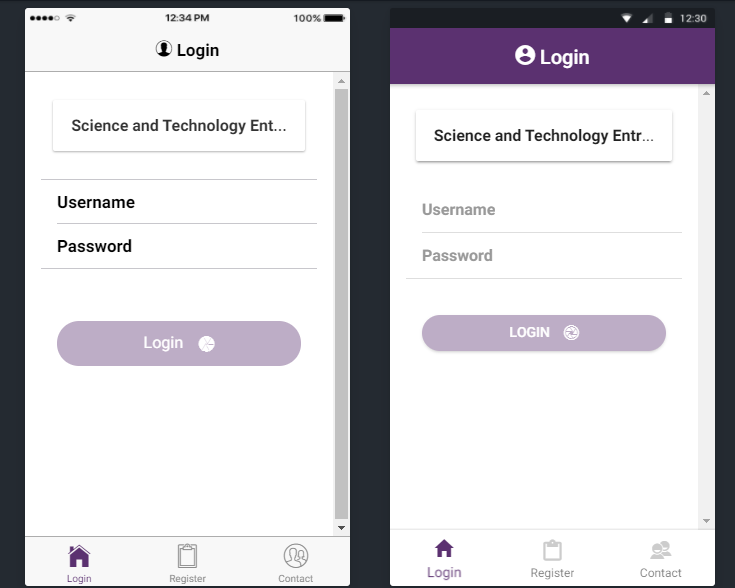 12:34 PM
100%
Login
Science and Technology Ent...
Username
Password
Login
Login
Register
Contact
12:30
Login
Science and Technology Entr...
Username
Password
LOGIN
Login
Register
Contact